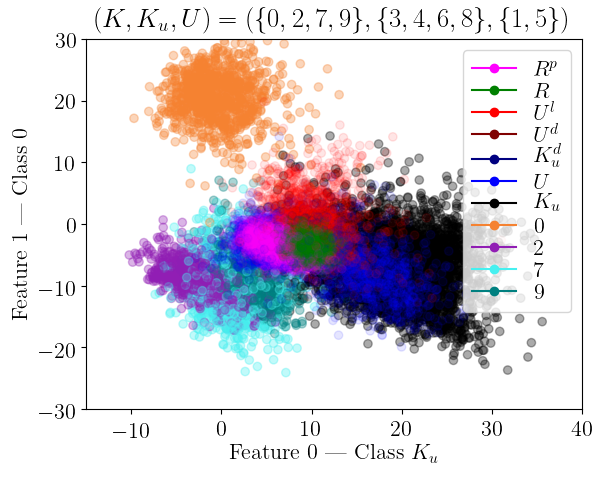 (K, K_u, U) = ({0, 2, 7, 9}, {3, 4, 6, 8}, {1, 5})
30
20
10
0
−10
−20
−30
Feature 1 — Class 0
−10
0
10
20
30
40
Feature 0 — Class K_u
R^p
R
U^l
U^d
K_u^d
U
K_u
0
2
7
9